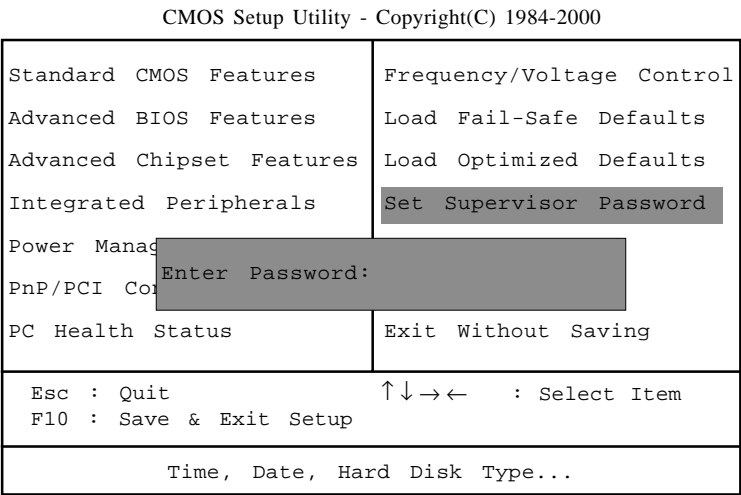 CMOS Setup Utility - Copyright(C) 1984-2000
Standard CMOS Features
Advanced BIOS Features
Advanced Chipset Features
Integrated Peripherals
Power
PnP/PCI
PC Health Status
Frequency/Voltage Control
Load Fail-Safe Defaults
Load Optimized Defaults
Set Supervisor Password
Exit Without Saving
Enter Password:
Esc : Quit
F10 : Save & Exit Setup
↑↓→← : Select Item
Time, Date, Hard Disk Type...